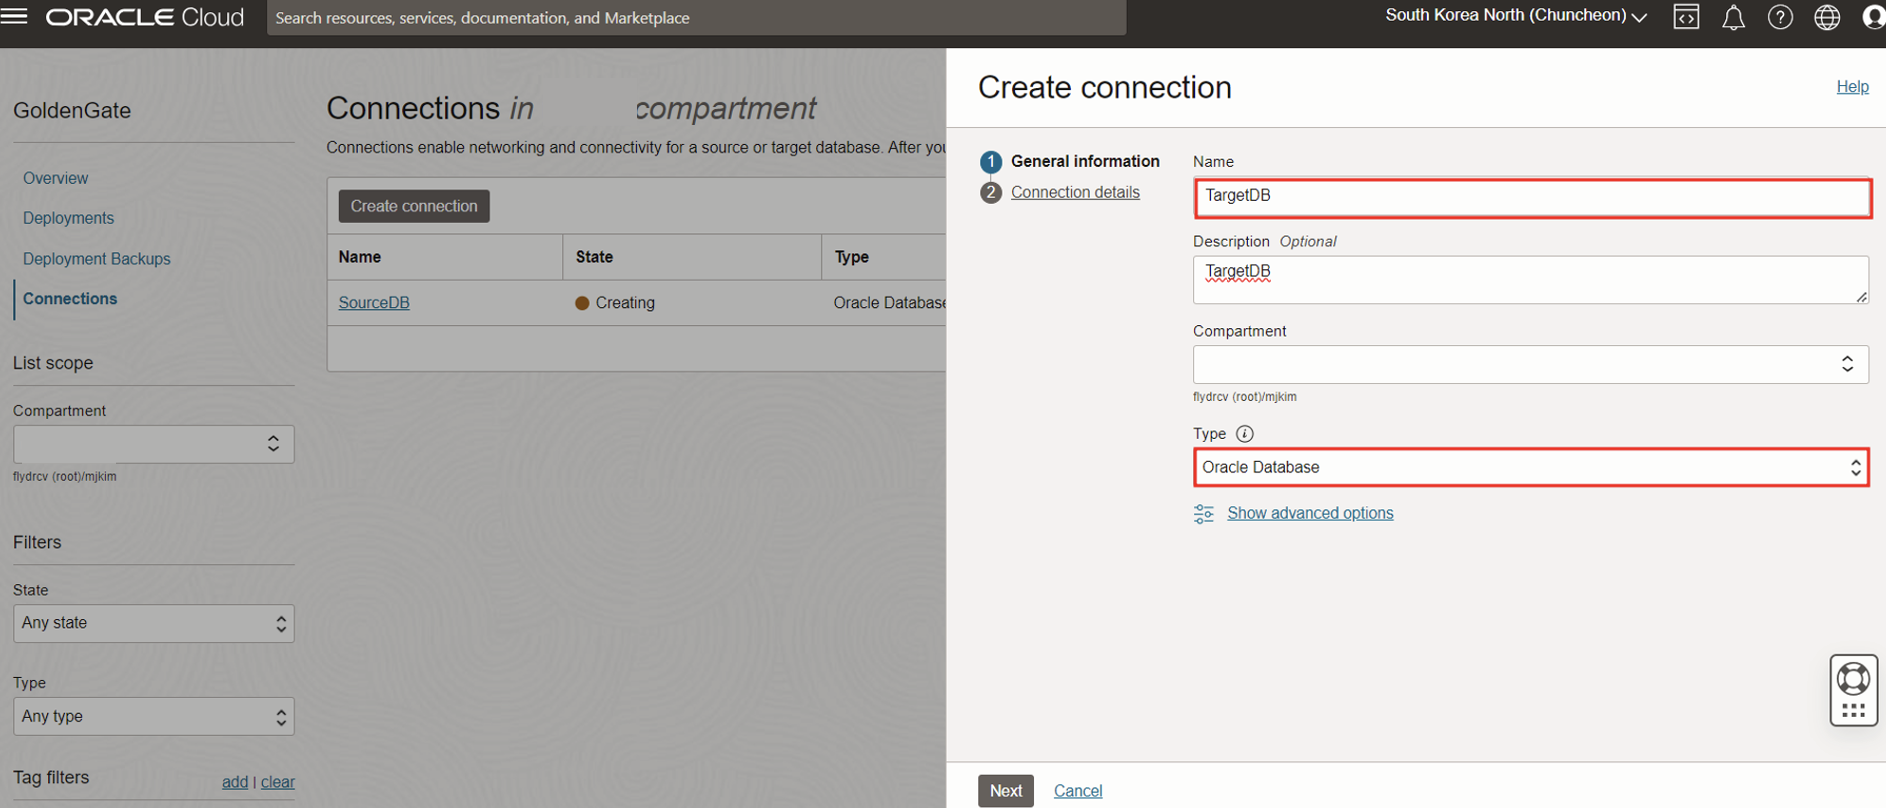 ORACLE Cloud
Search resources, services, documentation, and Marketplace
South Korea North (Chuncheon)
GoldenGate
Overview
Deployments
Deployment Backups
Connections
List scope
Compartment
flydrcv (root)/mjkim
Filters
State
Any state
Type
Any type
Tag filters
add | clear
Connections in compartment
Connections enable networking and connectivity for a source or target database. After you
Create connection
Name State Type
SourceDB Creating Oracle Database
Create connection
Help
1 General information
2 Connection details
Name
TargetDB
Description Optional
TargetDB
Compartment
flydrcv (root)/mjkim
Type
Oracle Database
Show advanced options
Next Cancel